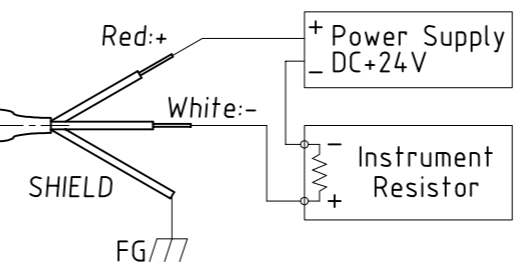 Red:+
+ Power Supply
- DC+24V
White:-
- Instrument
Resistor
+
SHIELD
FG